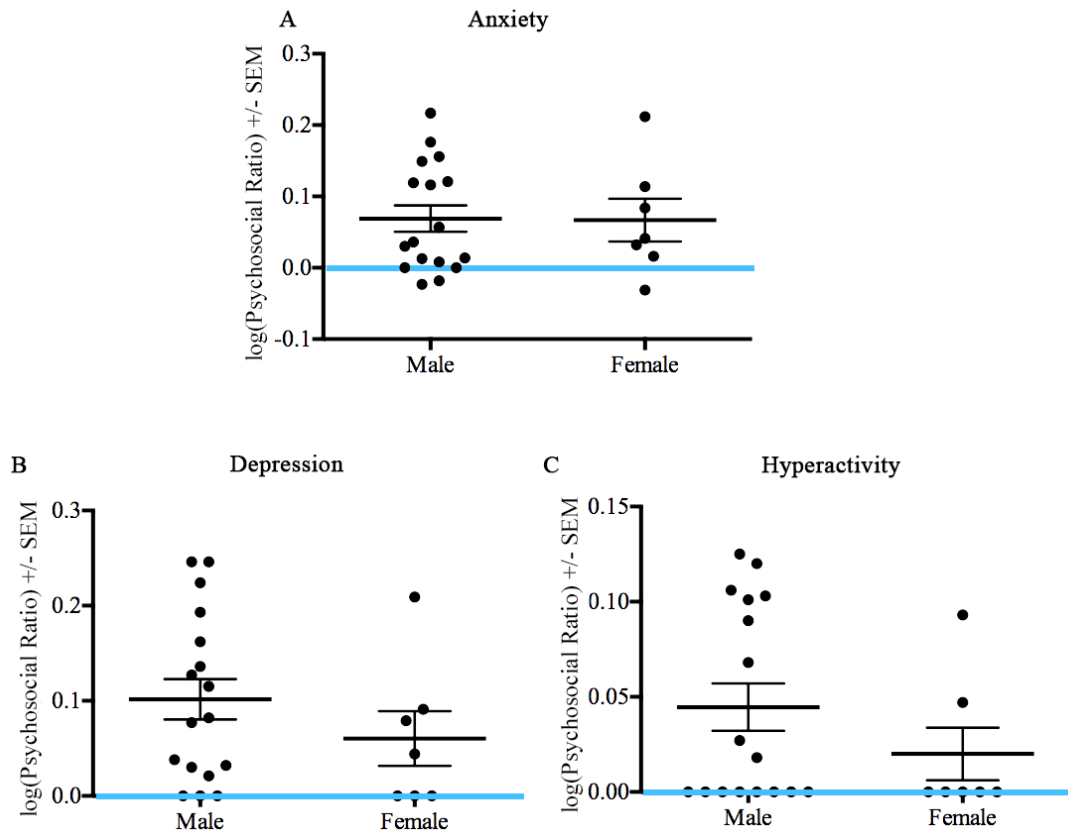 A Anxiety
log(Psychosocial Ratio) +/- SEM
0.3
0.2
0.1
0.0
-0.1
Male Female
B Depression
log(Psychosocial Ratio) +/- SEM
0.3
0.2
0.1
0.0
Male Female
C Hyperactivity
log(Psychosocial Ratio) +/- SEM
0.15
0.10
0.05
0.00
Male Female